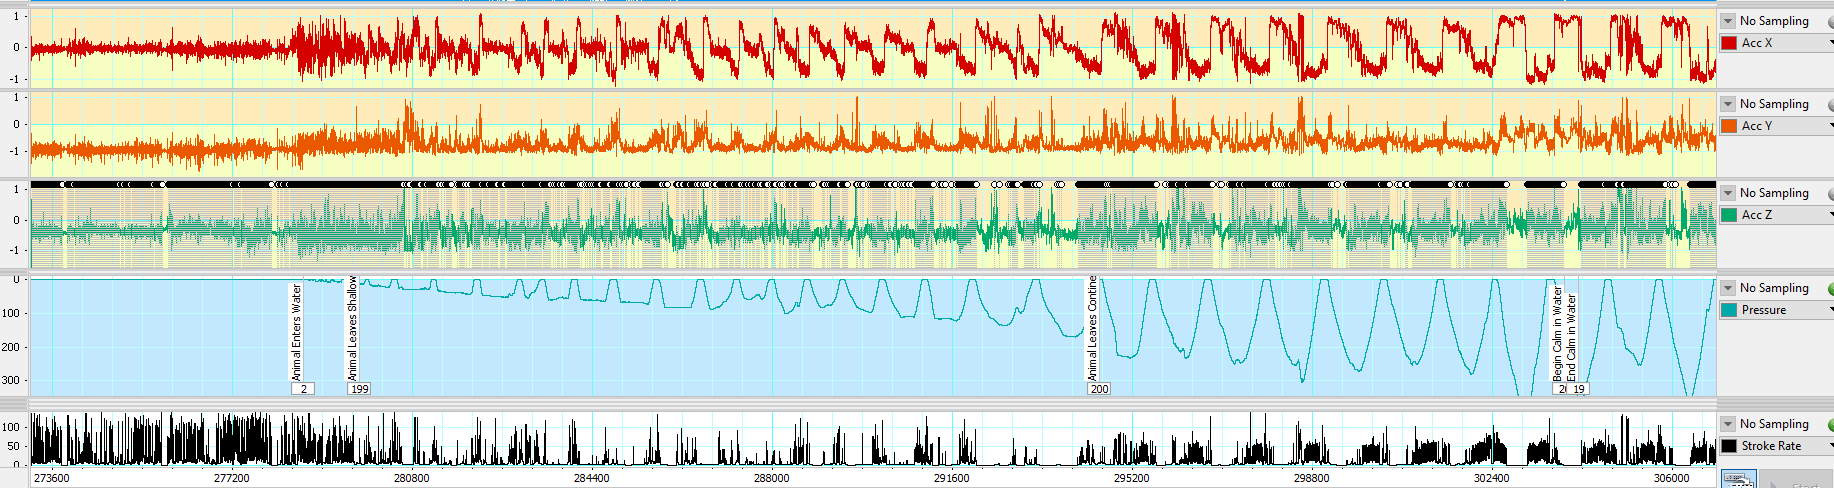 1
0
-1
No Sampling
Acc X
1
0
-1
No Sampling
Acc Y
1
0
-1
No Sampling
Acc Z
0
100
200
300
Animal Enters Water
2
Animal Leaves Shallow
199
Animal Leaves Contine
200
Begin Calm in Water
End Calm in Water
19
No Sampling
Pressure
100
50
0
No Sampling
Stroke Rate
273600 277200 280800 284400 288000 291600 295200 298800 302400 306000
Start